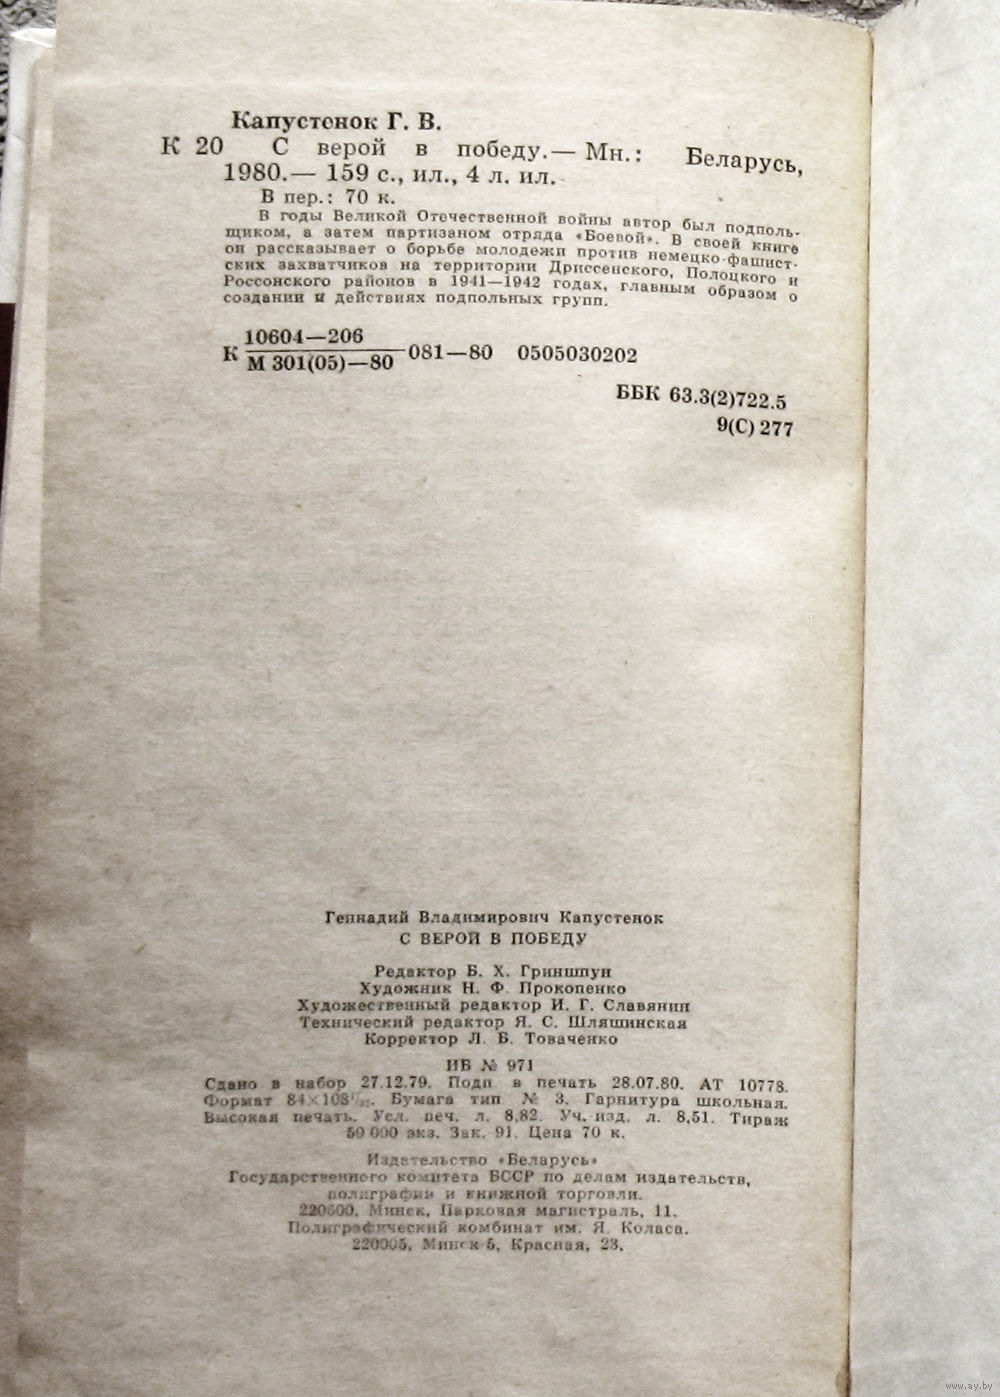 Капустенок Г. В.
К 20 С верой в победу.— Мн.: Беларусь,
1980.— 159 с., ил., 4 л. ил.
В пер.: 70 к.
В годы Великой Отечественной войны автор был подполь-
щиком, а затем партизаном отряда «Боевой». В своей книге
он рассказывает о борьбе молодежи против немецко-фашист-
ских захватчиков на территории Дриссенского, Полоцкого и
Россонского районов в 1941—1942 годах, главным образом о
создании и действиях подпольных групп.
10604—206
К 081—80 0505030202
М 301(05)—80
ББК 63.3(2)722.5
9(С) 277
Геннадий Владимирович Капустенок
С ВЕРОЙ В ПОБЕДУ
Редактор Б. Х. Гриншпун
Художник Н. Ф. Прокопенко
Художественный редактор И. Г. Славянин
Технический редактор Я. С. Шляшинская
Корректор Л. Б. Товаченко
ИБ № 971
Сдано в набор 27.12.79. Подп в печать 28.07.80. АТ 10778.
Формат 84×108 Бумага тип № 3. Гарнитура школьная.
Высокая печать. Усл. печ. л. 8,82. Уч. изд. л. 8,51. Тираж
50 000 экз. Зак. 91. Цена 70 к.
Издательство «Беларусь»
Государственного комитета БССР по делам издательств,
полиграфии и книжной торговли.
220600, Минск, Парковая магистраль, 11.
Полиграфический комбинат им. Я. Коласа.
220005, Минск-5, Красная, 23.
www.ay.by